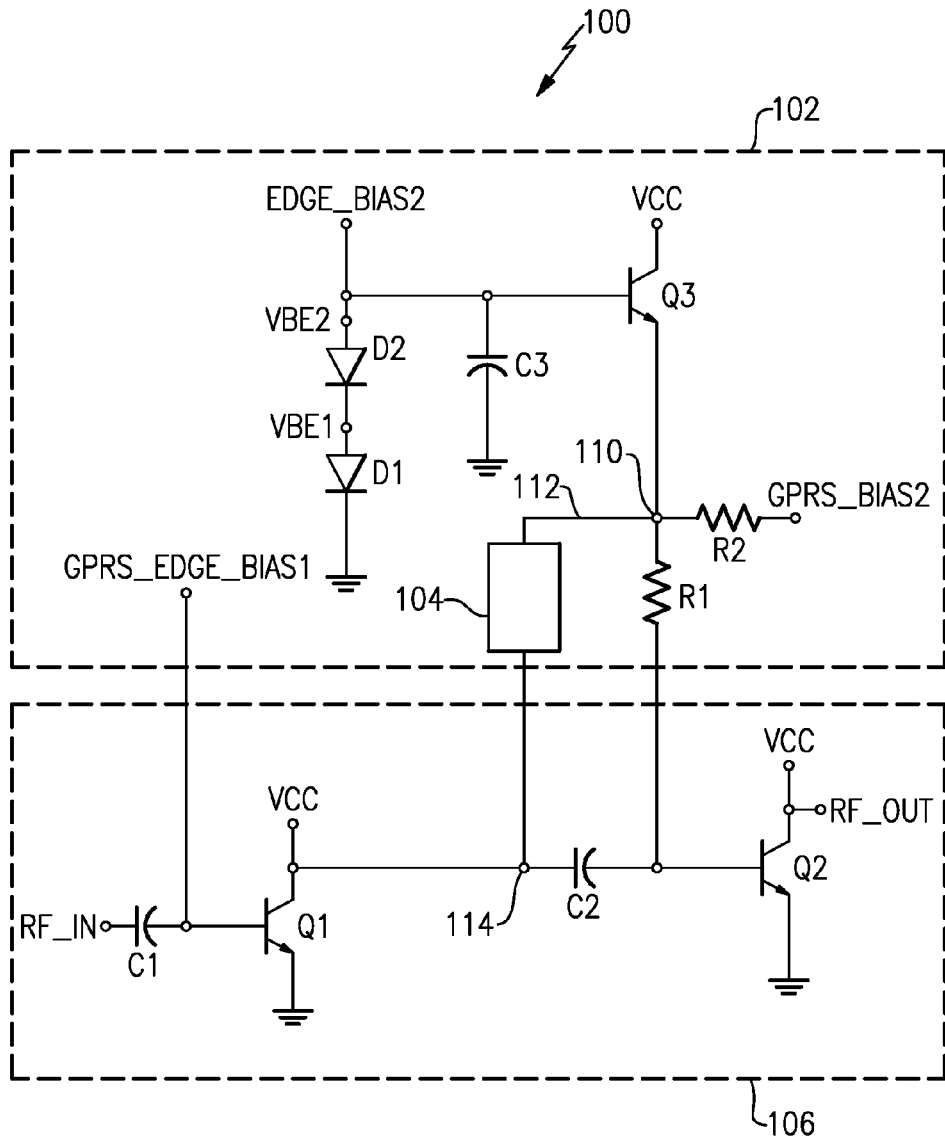 100
102
EDGE_BIAS2
VCC
Q3
VBE2
D2
C3
VBE1
D1
110
112
GPRS_BIAS2
R2
GPRS_EDGE_BIAS1
104
R1
VCC
VCC
RF_OUT
Q2
RF_IN
C1
Q1
114
C2
106